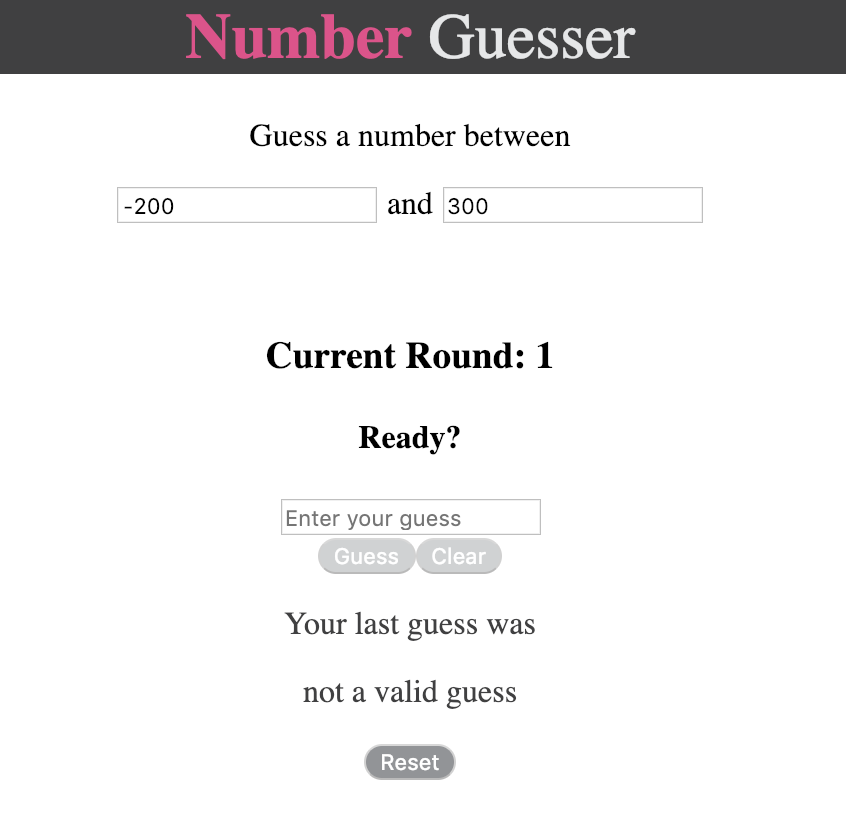 Number Guesser
Guess a number between
-200 and 300
Current Round: 1
Ready?
Enter your guess
Guess Clear
Your last guess was
not a valid guess
Reset